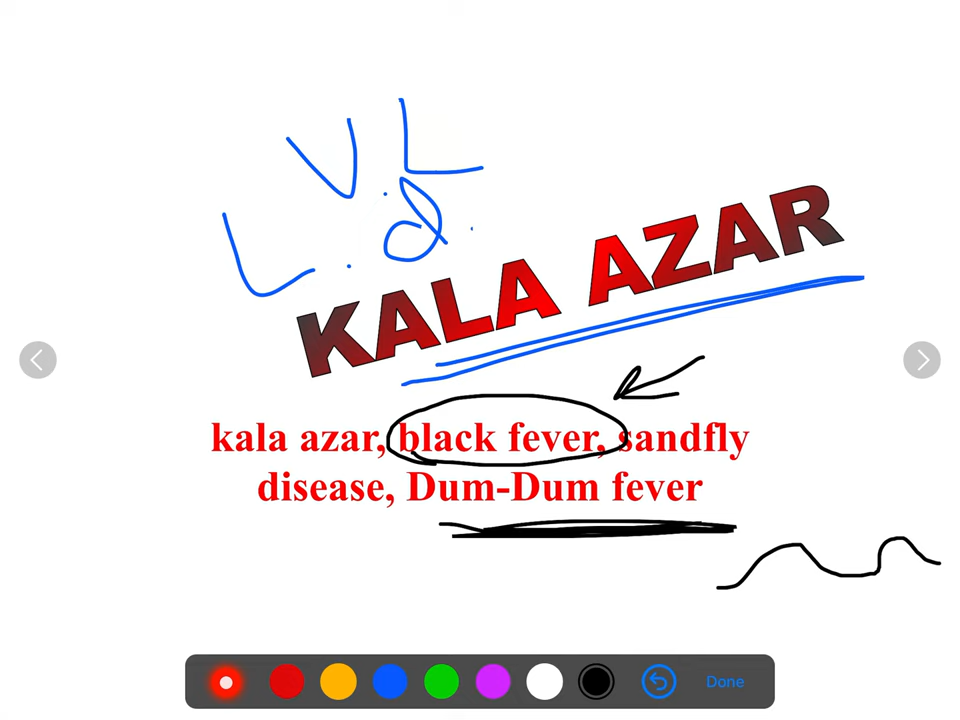 V.L
L.d.
KALA AZAR
kala azar, black fever, sandfly
disease, Dum-Dum fever
Done